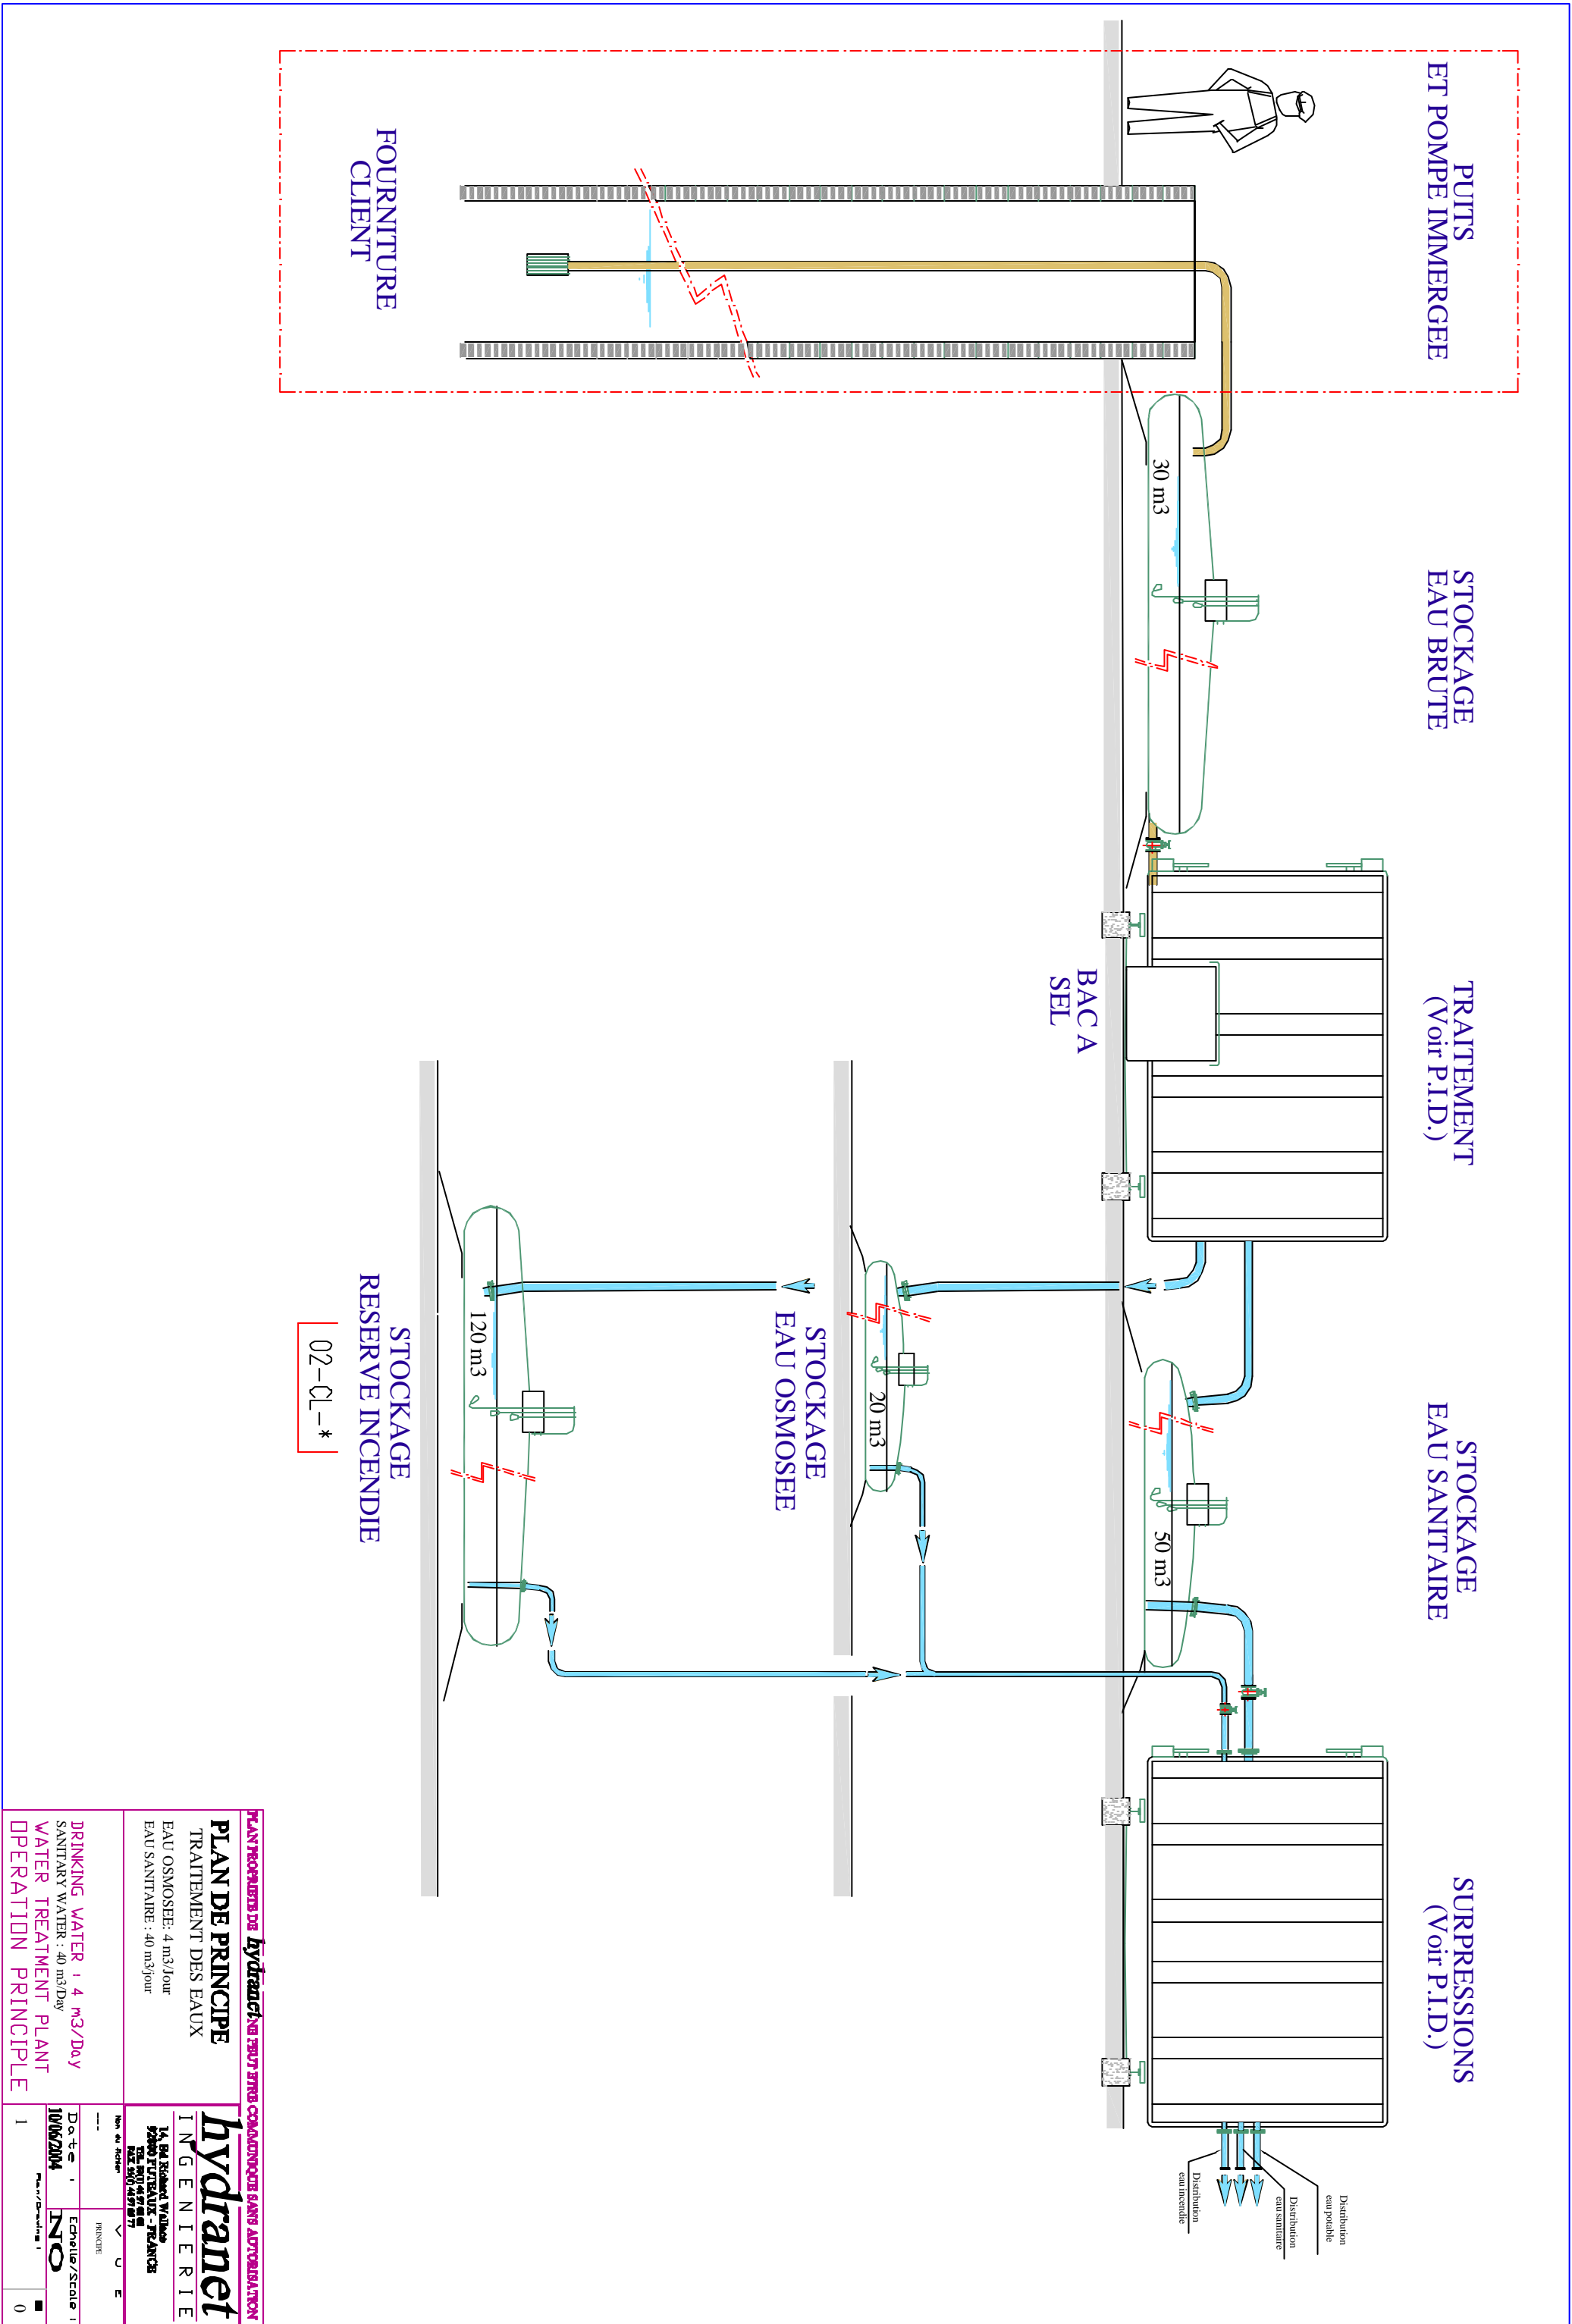 PUITS
ET POMPE IMMERGEE
STOCKAGE
EAU BRUTE
TRAITEMENT
(Voir P.I.D.)
STOCKAGE
EAU SANITAIRE
SURPRESSIONS
(Voir P.I.D.)
30 m3
50 m3
Distribution
eau potable
Distribution
eau sanitaire
Distribution
eau incendie
BAC A
SEL
20 m3
STOCKAGE
EAU OSMOSEE
120 m3
FOURNITURE
CLIENT
STOCKAGE
RESERVE INCENDIE
02-CL-*
PLAN PROPRIETE DE hydranet NE PEUT ETRE COMMUNIQUE SANS AUTORISATION
PLAN DE PRINCIPE
TRAITEMENT DES EAUX
EAU OSMOSEE: 4 m3/Jour
EAU SANITAIRE : 40 m3/jour
hydranet
INGENIERIE
14, Bd Richard Wallace
92800 PUTEAUX - FRANCE
Nom du fichier
---
VUE
PRINCIPE
DRINKING WATER : 4 m3/Day
SANITARY WATER : 40 m3/Day
WATER TREATMENT PLANT
OPERATION PRINCIPLE
Date :
10/06/2004
Echelle/Scale :
NO
1
0